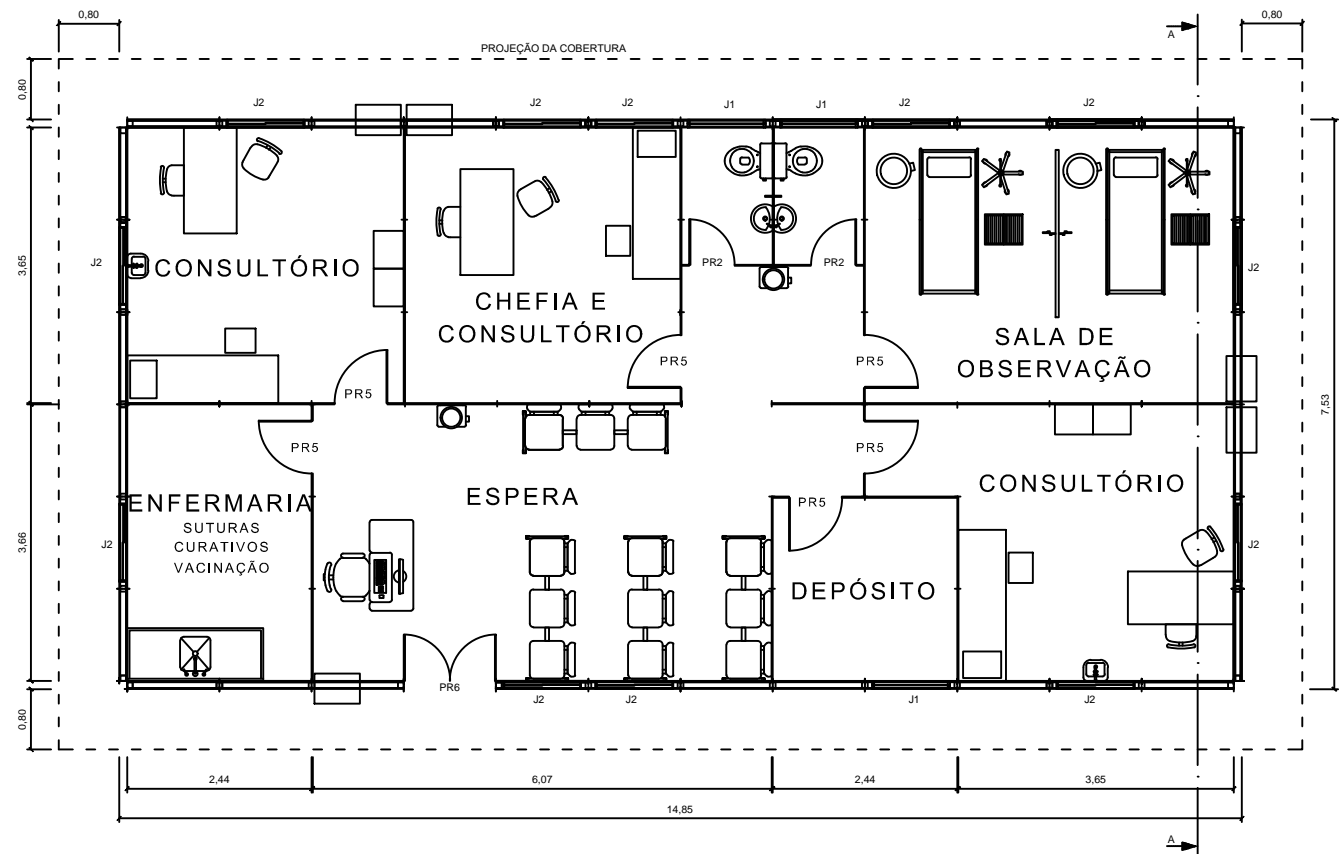 0,80
A
0,80
PROJEÇÃO DA COBERTURA
0,80
J2
J2
J2
J1
J1
J2
J2
3,65
J2
CONSULTÓRIO
CHEFIA E
CONSULTÓRIO
PR2
PR2
J2
SALA DE
OBSERVAÇÃO
PR5
PR5
PR5
7,53
PR5
ESPERA
PR5
CONSULTÓRIO
ENFERMARIA
SUTURAS
CURATIVOS
VACINAÇÃO
PR5
3,66
J2
J2
DEPÓSITO
PR6
J2
J2
J1
J2
0,80
2,44
6,07
2,44
3,65
14,85
A